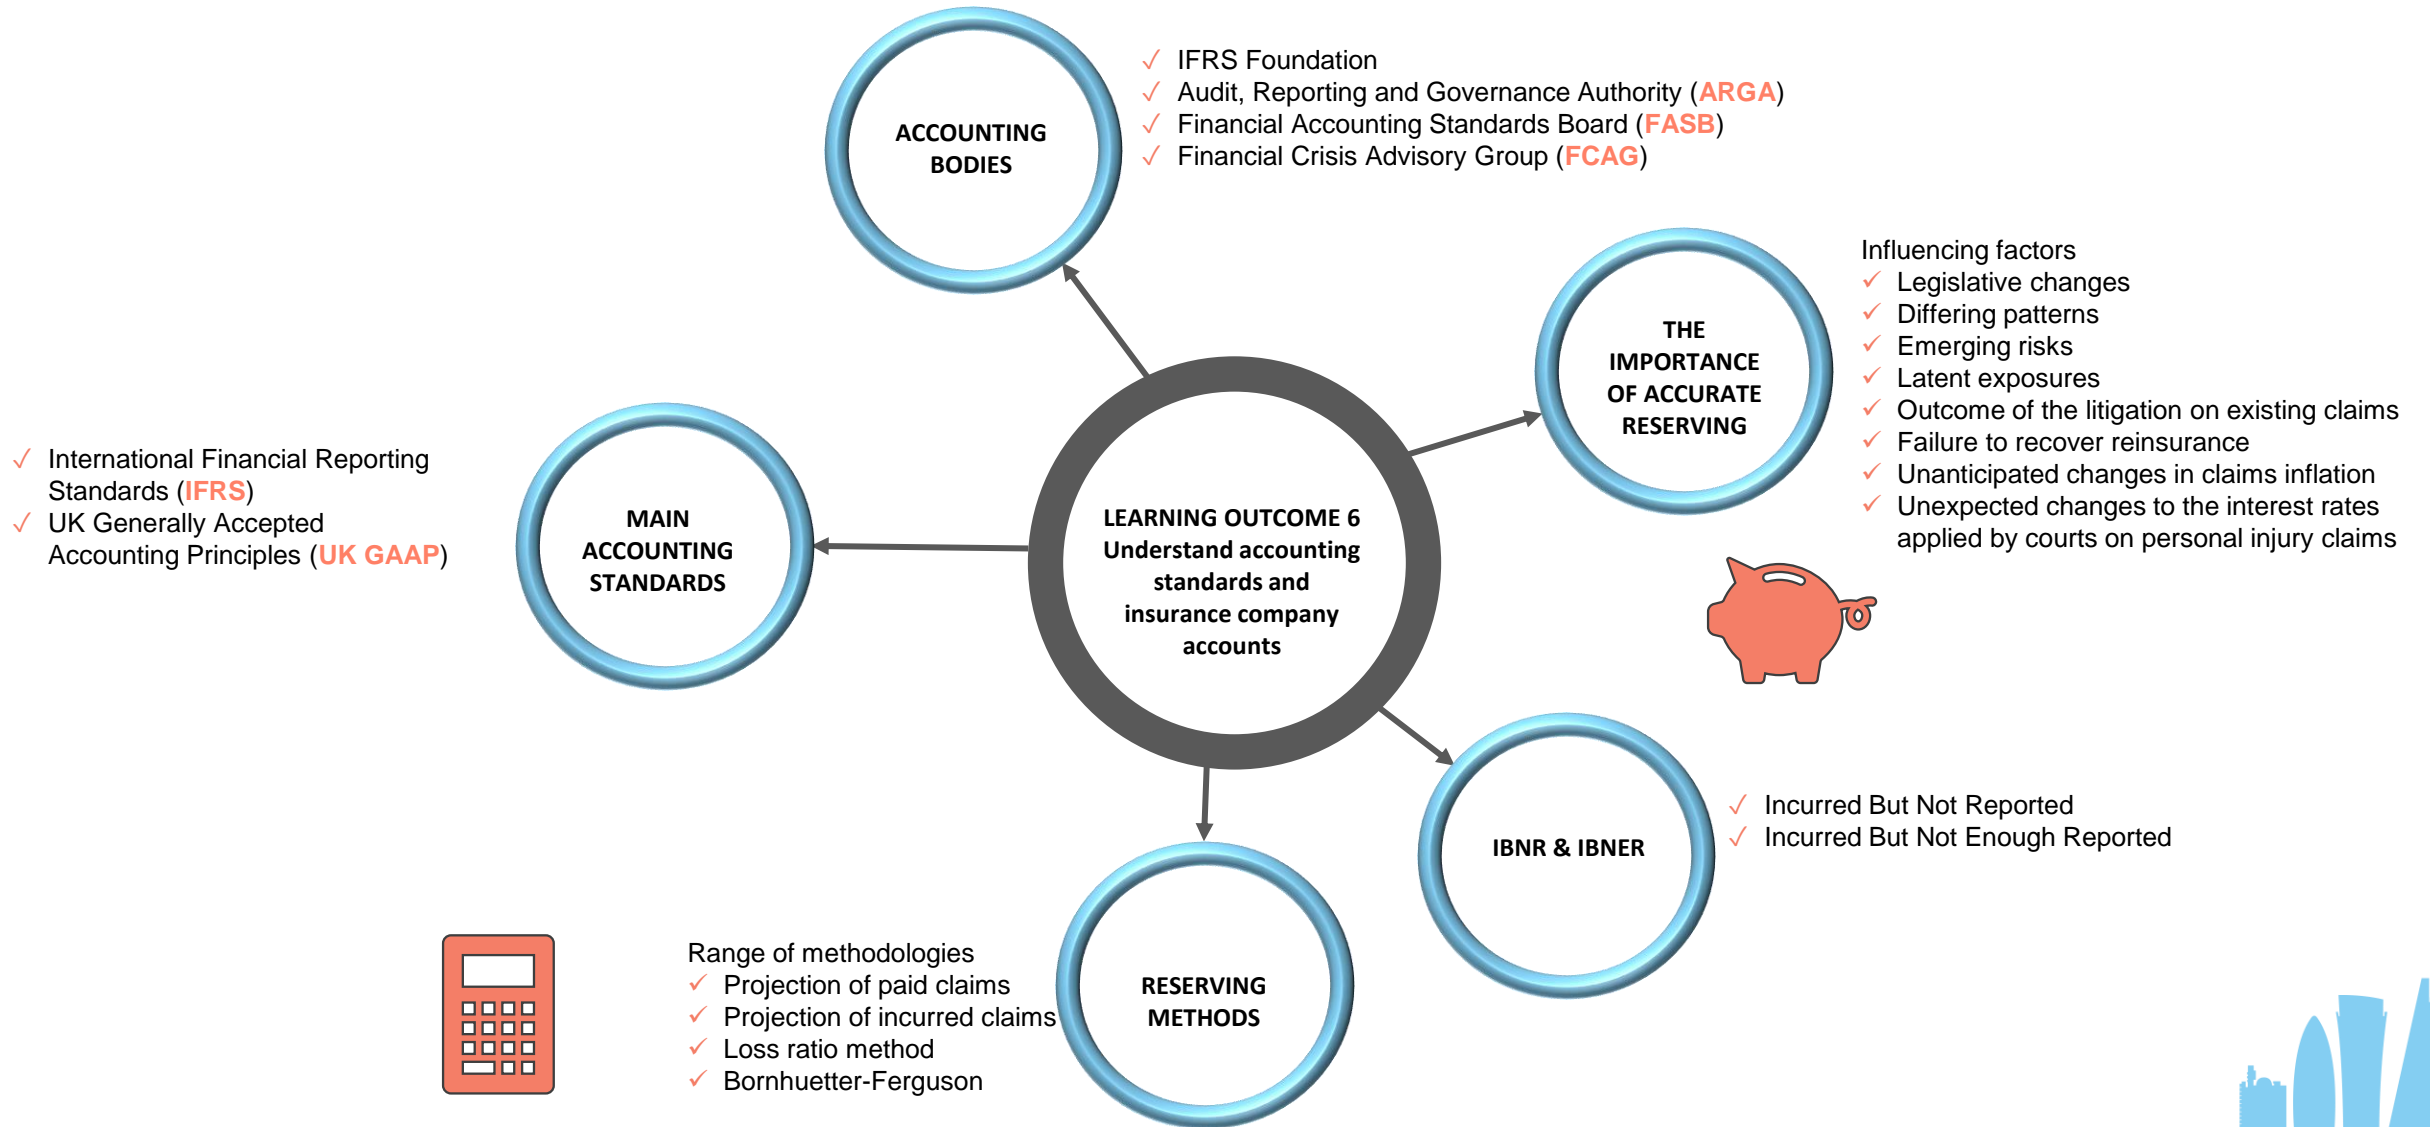 ACCOUNTING
BODIES
✓ IFRS Foundation
✓ Audit, Reporting and Governance Authority (ARGA)
✓ Financial Accounting Standards Board (FASB)
✓ Financial Crisis Advisory Group (FCAG)
THE
IMPORTANCE
OF ACCURATE
RESERVING
Influencing factors
✓ Legislative changes
✓ Differing patterns
✓ Emerging risks
✓ Latent exposures
✓ Outcome of the litigation on existing claims
✓ Failure to recover reinsurance
✓ Unanticipated changes in claims inflation
✓ Unexpected changes to the interest rates
applied by courts on personal injury claims
✓ International Financial Reporting
Standards (IFRS)
✓ UK Generally Accepted
Accounting Principles (UK GAAP)
MAIN
ACCOUNTING
STANDARDS
LEARNING OUTCOME 6
Understand accounting
standards and
insurance company
accounts
IBNR & IBNER
✓ Incurred But Not Reported
✓ Incurred But Not Enough Reported
Range of methodologies
✓ Projection of paid claims
✓ Projection of incurred claims
✓ Loss ratio method
✓ Bornhuetter-Ferguson
RESERVING
METHODS